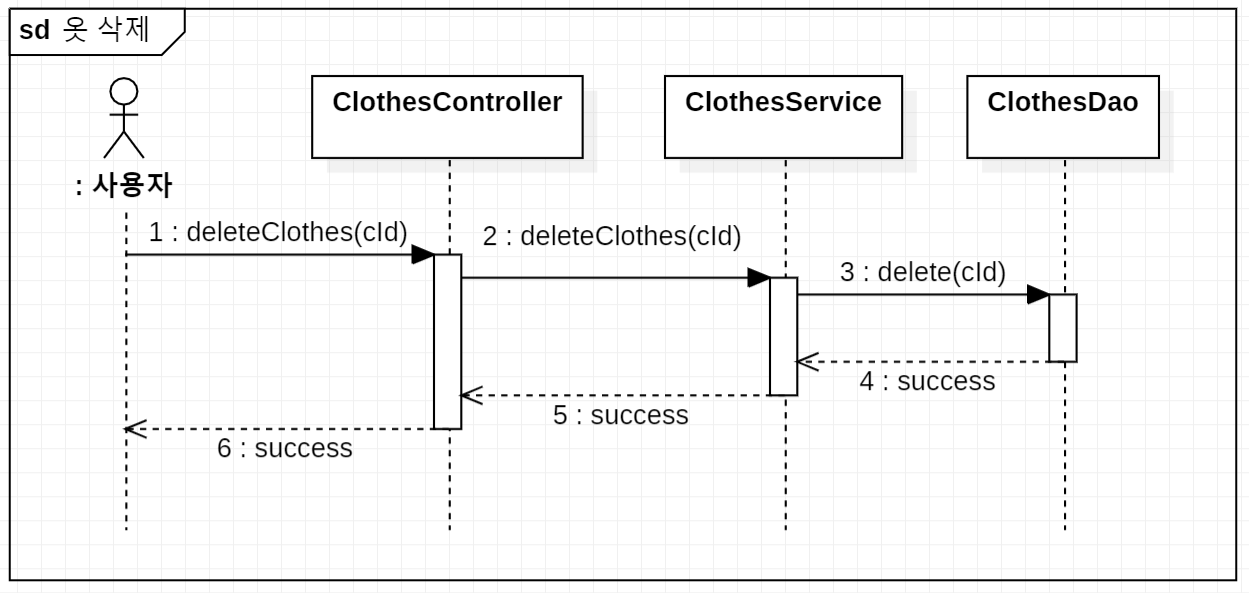 sd 옷 삭제
ClothesController
ClothesService
ClothesDao
: 사용자
1 : deleteClothes(cId)
2 : deleteClothes(cId)
3 : delete(cId)
4 : success
5 : success
6 : success